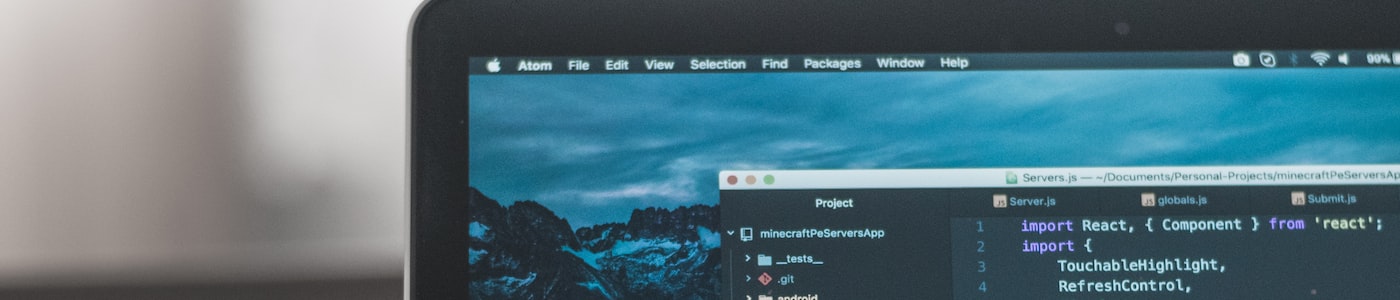 Atom File Edit View Selection Find Packages Window Help 99%
Servers.js — ~/Documents/Personal-Projects/minecraftPeServersAp
Project
Server.js globals.js Submit.js
minecraftPeServersApp
1 import React, { Component } from 'react';
2 import {
__tests__
3 TouchableHighlight,
.git
4 RefreshControl,
android